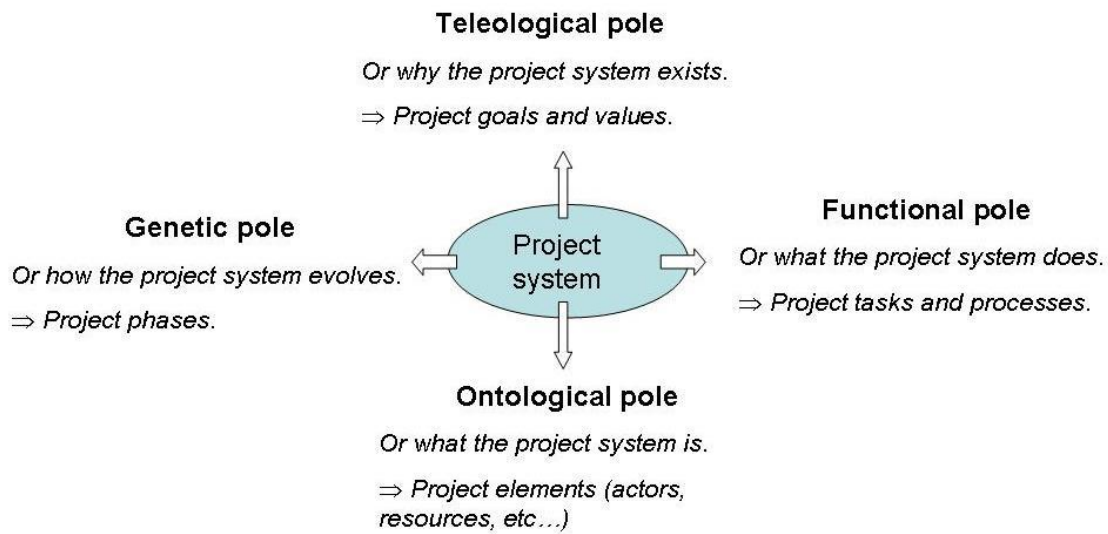 Teleological pole
Or why the project system exists.
⇒ Project goals and values.
Genetic pole
Or how the project system evolves.
⇒ Project phases.
Project
system
Functional pole
Or what the project system does.
⇒ Project tasks and processes.
Ontological pole
Or what the project system is.
⇒ Project elements (actors,
resources, etc…)